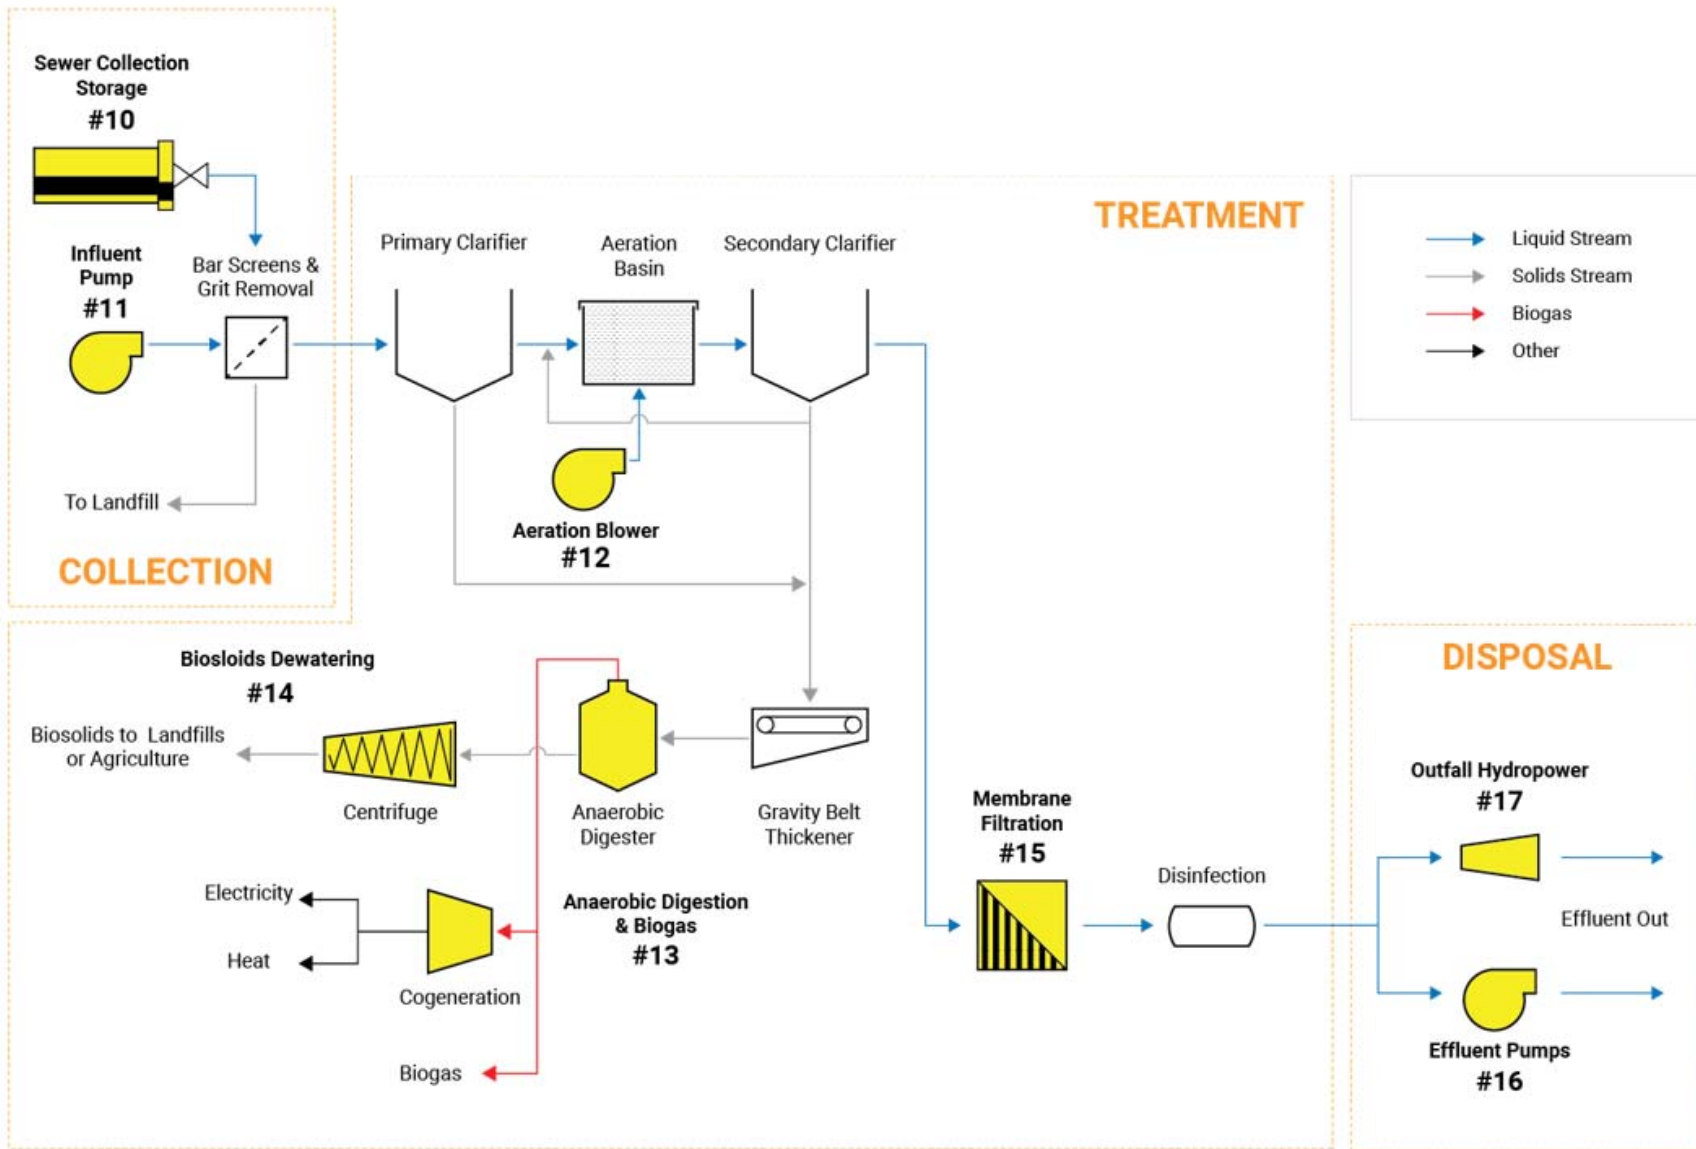 Sewer Collection
Storage
#10
Influent
Pump
#11
Bar Screens &
Grit Removal
To Landfill
COLLECTION
TREATMENT
Primary Clarifier
Aeration
Basin
Secondary Clarifier
Aeration Blower
#12
Liquid Stream
Solids Stream
Biogas
Other
Biosloids Dewatering
#14
Biosolids to Landfills
or Agriculture
Centrifuge
Anaerobic
Digester
Gravity Belt
Thickener
Electricity
Heat
Cogeneration
Anaerobic Digestion
& Biogas
#13
Biogas
Membrane
Filtration
#15
Disinfection
DISPOSAL
Outfall Hydropower
#17
Effluent Out
Effluent Pumps
#16